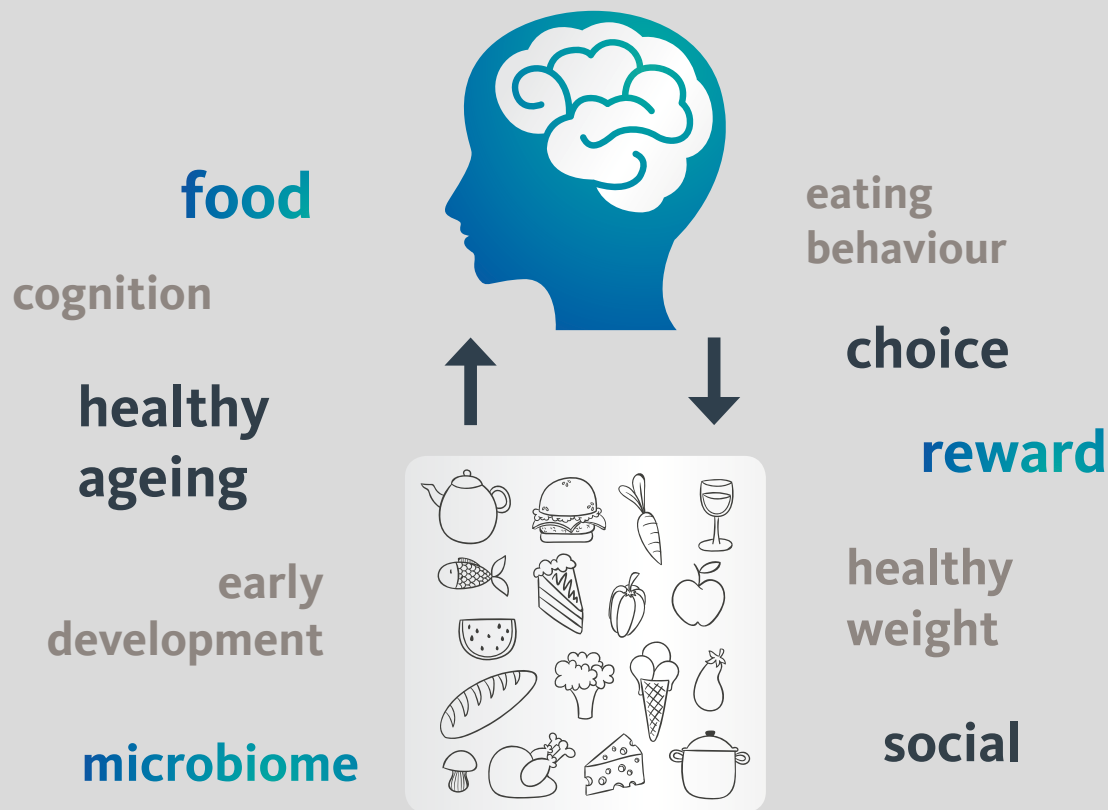 food
cognition
healthy
ageing
early
development
microbiome
eating
behaviour
choice
reward
healthy
weight
social